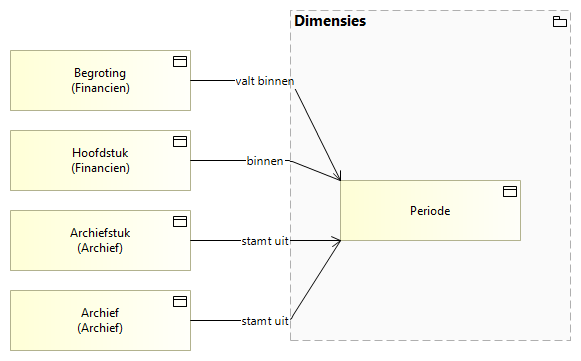 Dimensies
Begroting
(Financien)
valt binnen
Hoofdstuk
(Financien)
binnen
Periode
Archiefstuk
(Archief)
stamt uit
Archief
(Archief)
stamt uit